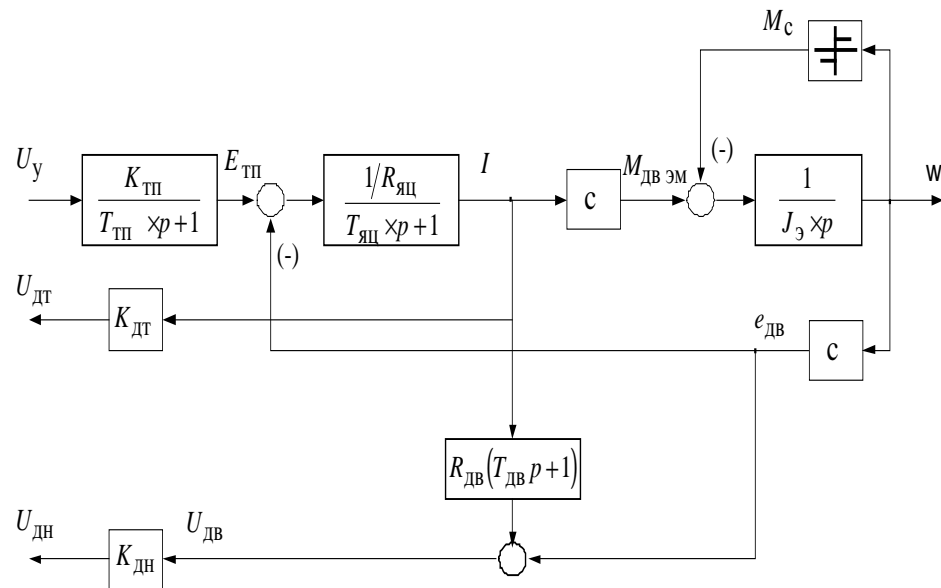 M_с
U_у
K_тп
T_тп ×p+1
E_тп
(-)
1/R_яц
T_яц ×p+1
I
с
M_дв эм
(-)
1
J_э ×p
w
U_дт
K_дт
e_дв
с
R_дв(T_дв p+1)
U_дн
K_дн
U_дв